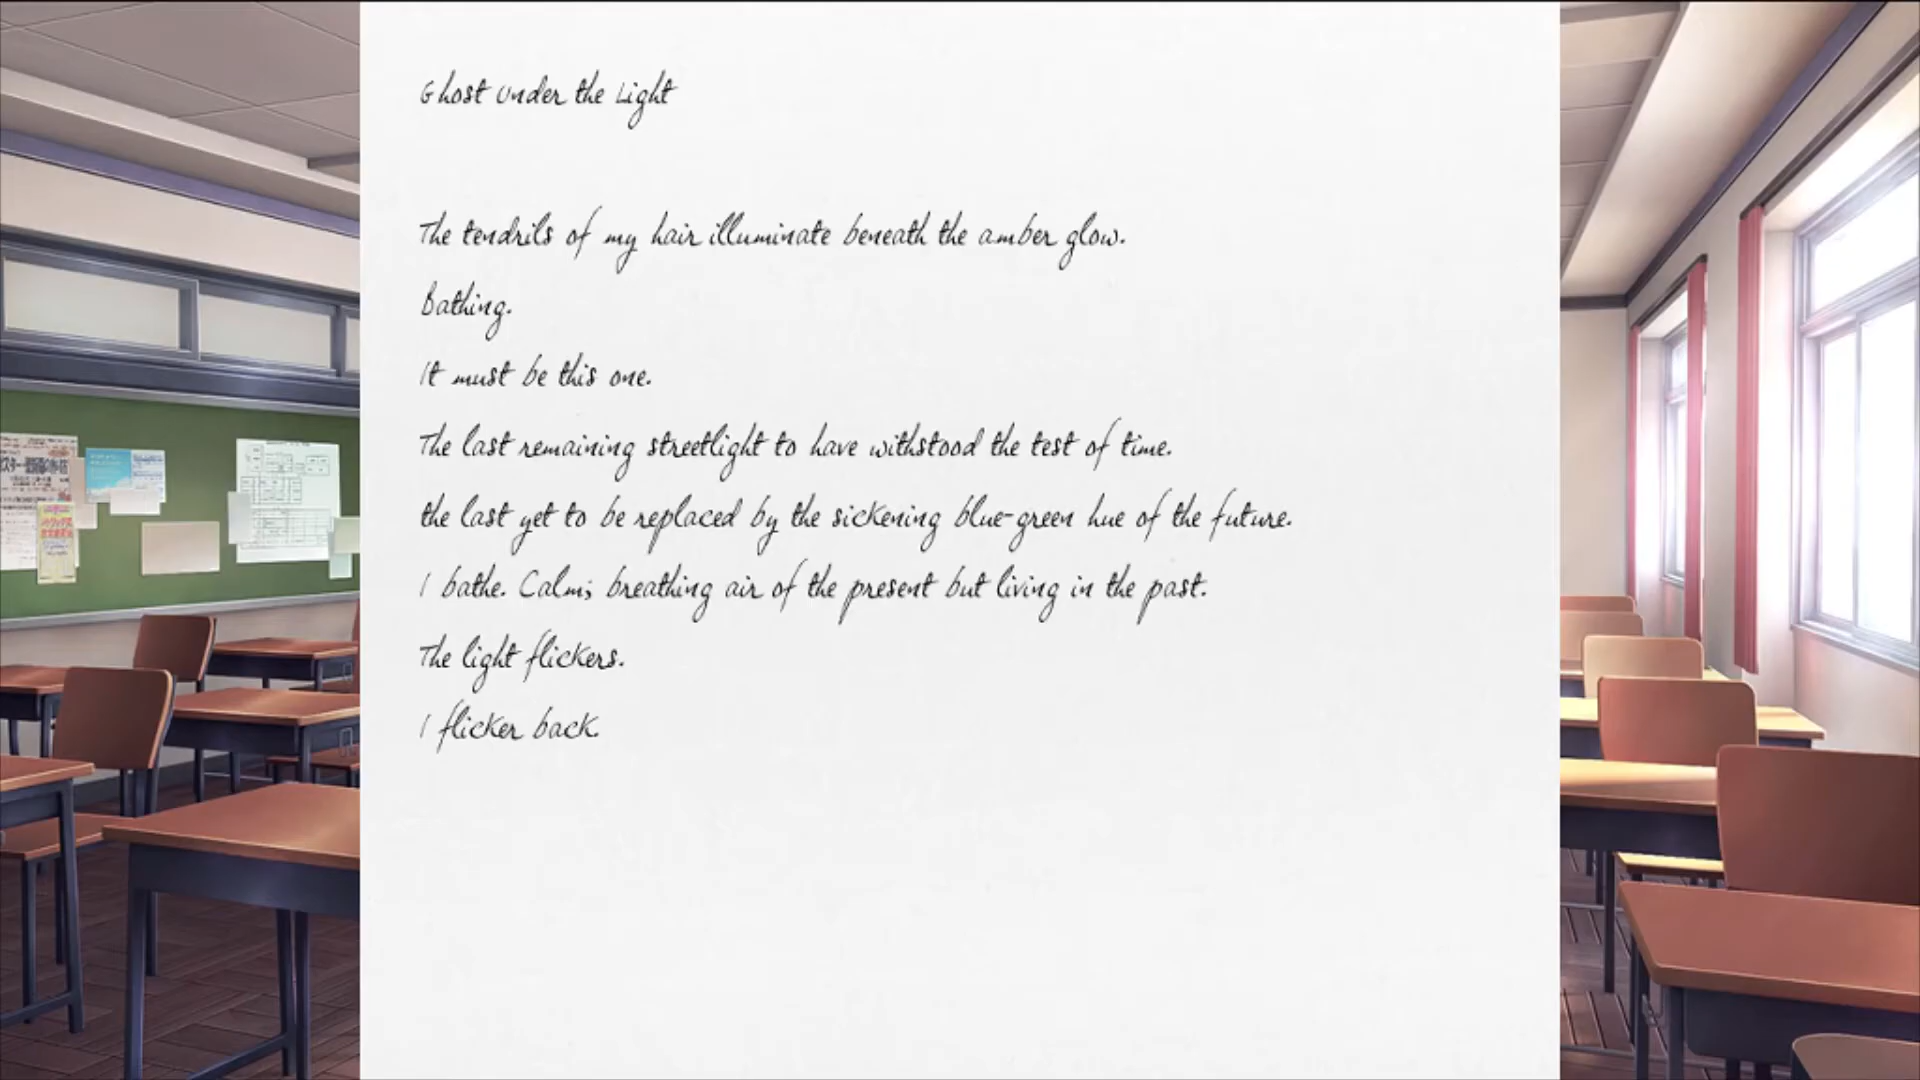 Ghost Under the Light
The tendrils of my hair illuminate beneath the amber glow.
Bathing.
It must be this one.
The last remaining streetlight to have withstood the test of time.
the last yet to be replaced by the sickening blue-green hue of the future.
I bathe. Calm; breathing air of the present but living in the past.
The light flickers.
I flicker back.